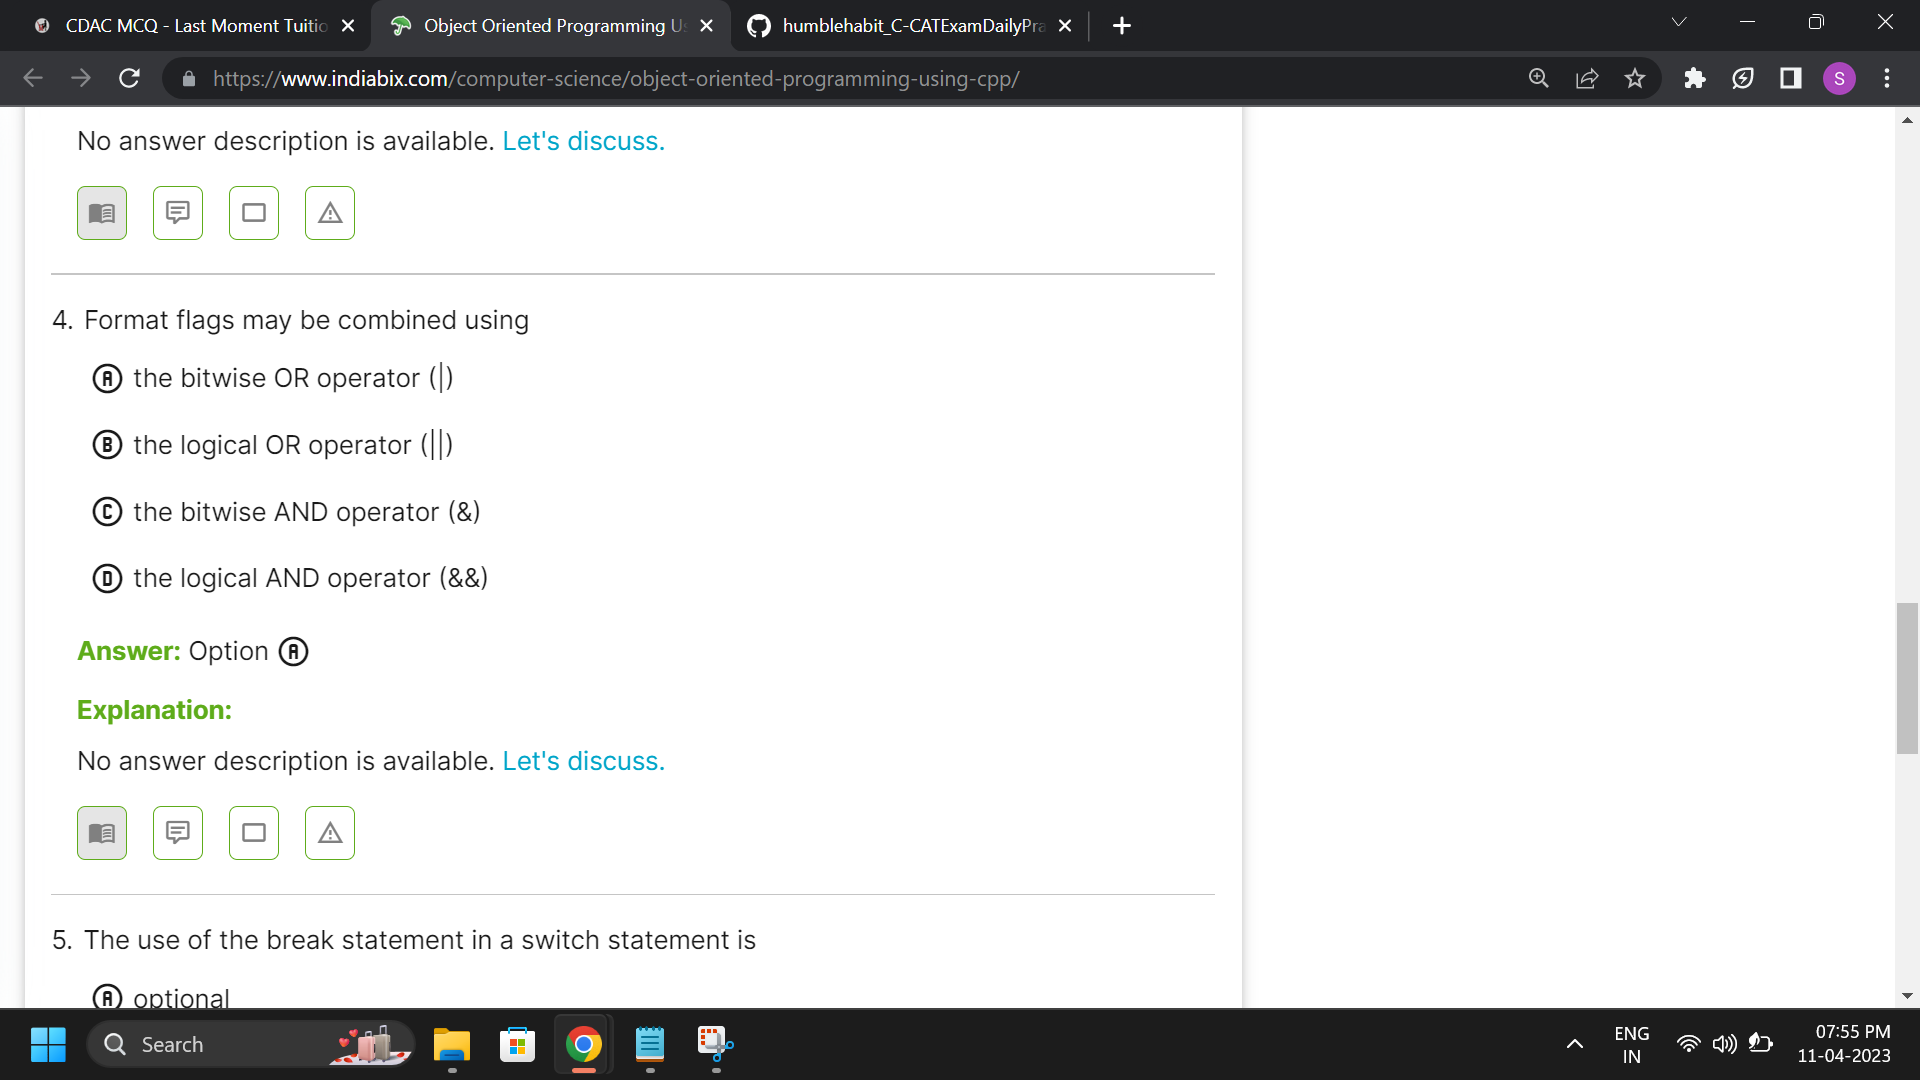 CDAC MCQ - Last Moment Tuitio
Object Oriented Programming U
humblehabit_C-CATExamDailyPra
https://www.indiabix.com/computer-science/object-oriented-programming-using-cpp/
S
No answer description is available. Let's discuss.
4. Format flags may be combined using
A the bitwise OR operator (|)
B the logical OR operator (||)
C the bitwise AND operator (&)
D the logical AND operator (&&)
Answer: Option A
Explanation:
No answer description is available. Let's discuss.
5. The use of the break statement in a switch statement is
A optional
Search
ENG
IN
07:55 PM
11-04-2023